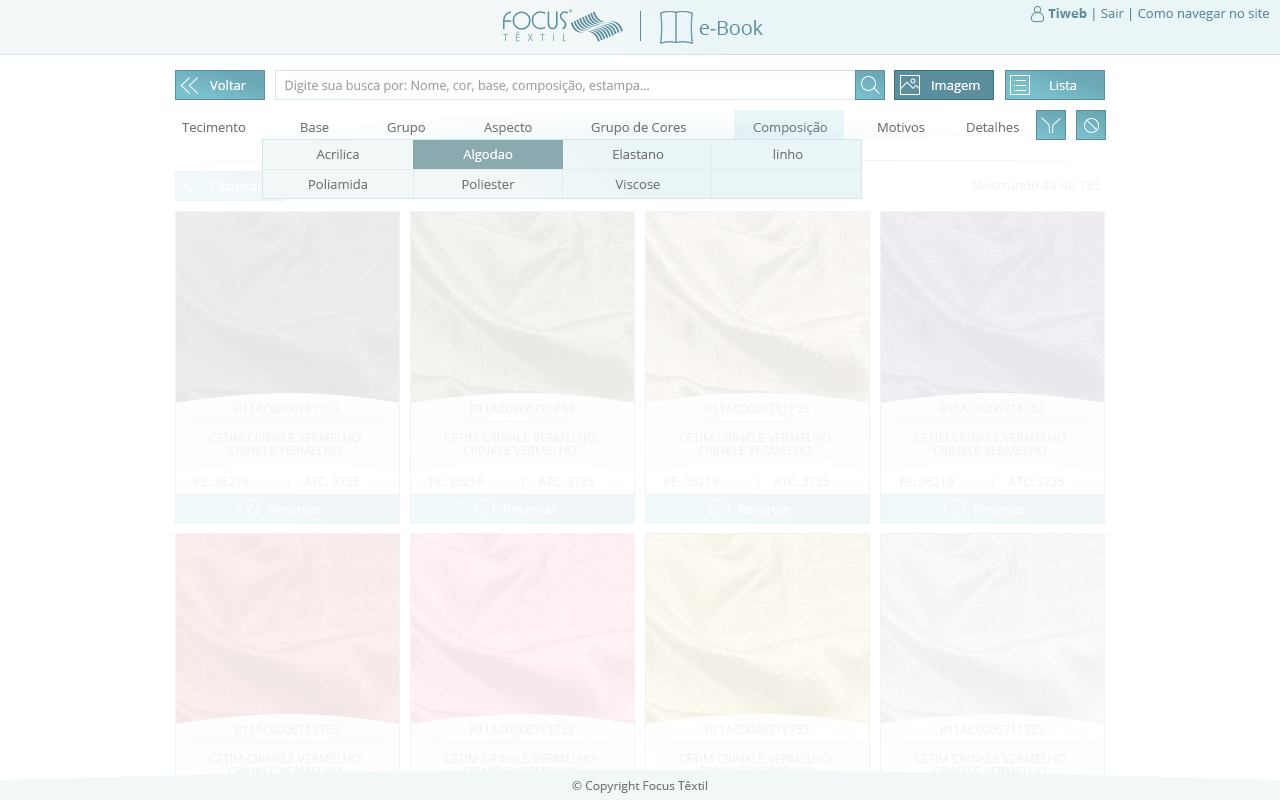 FOCUS®
TÊXTIL
e-Book
Tiweb | Sair | Como navegar no site
Voltar
Digite sua busca por: Nome, cor, base, composição, estampa...
Imagem
Lista
Tecimento Base Grupo Aspecto Grupo de Cores Composição Motivos Detalhes
Acrilica Algodao Elastano linho
Poliamida Poliester Viscose
Ordenar
Mostrando 48 de 765
P11AC0006711753 P11AC0006711753 P11AC0006711753 P11AC0006711753
CETIM CRINKLE VERMELHO CETIM CRINKLE VERMELHO CETIM CRINKLE VERMELHO CETIM CRINKLE VERMELHO
CRINKLE VERMELHO CRINKLE VERMELHO CRINKLE VERMELHO CRINKLE VERMELHO
PE: 36219 | ATC: 3735 PE: 36219 | ATC: 3735 PE: 36219 | ATC: 3735 PE: 36219 | ATC: 3735
Reservar Reservar Reservar Reservar
P11AC0006711753 P11AC0006711753 P11AC0006711753 P11AC0006711753
CETIM CRINKLE VERMELHO CETIM CRINKLE VERMELHO CETIM CRINKLE VERMELHO CETIM CRINKLE VERMELHO
CRINKLE VERMELHO CRINKLE VERMELHO CRINKLE VERMELHO CRINKLE VERMELHO
© Copyright Focus Têxtil